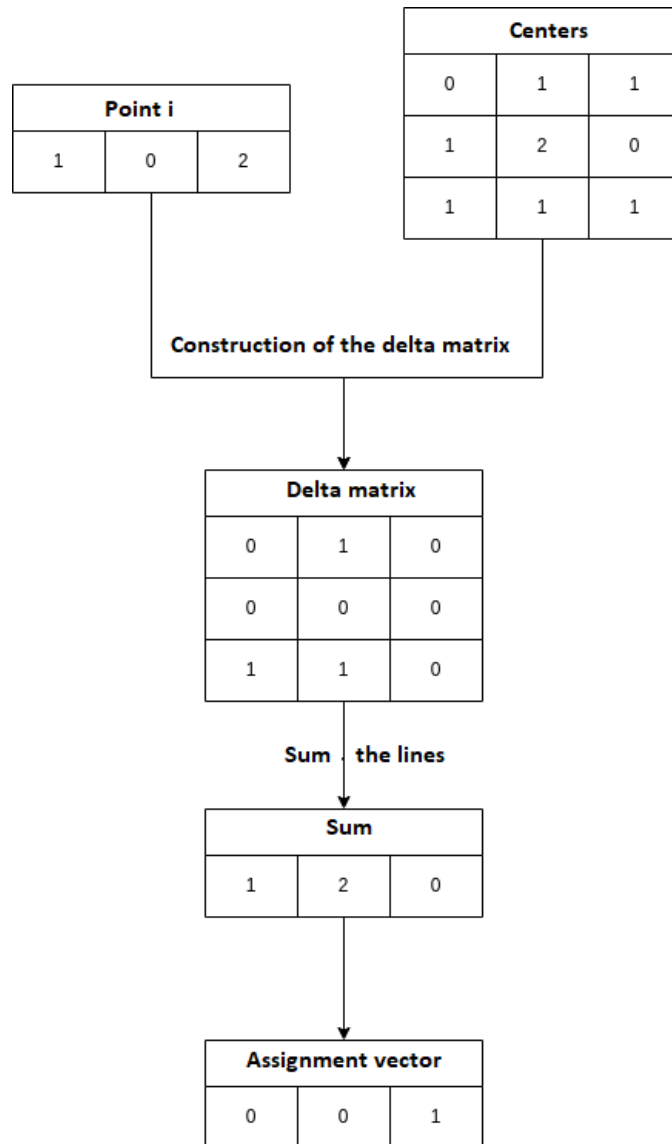 Centers
0 1 1
1 2 0
1 1 1
Point i
1 0 2
Construction of the delta matrix
Delta matrix
0 1 0
0 0 0
1 1 0
Sum the lines
Sum
1 2 0
Assignment vector
0 0 1